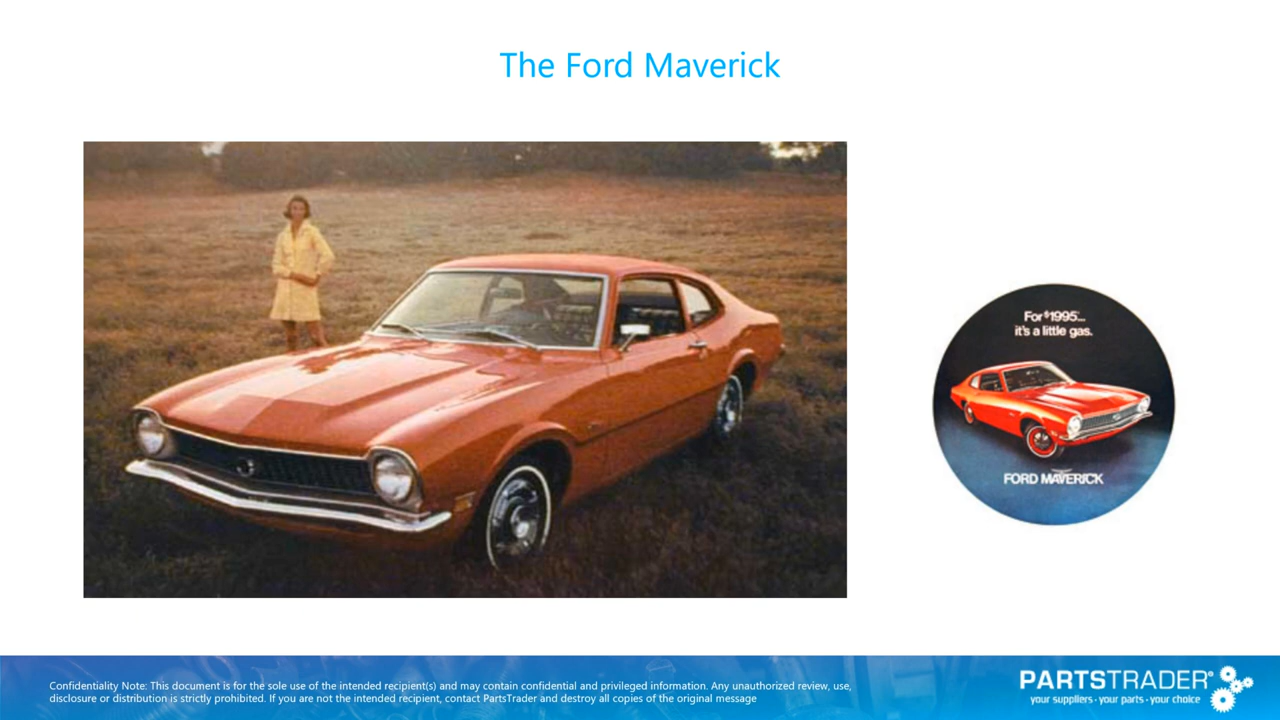 The Ford Maverick
For $1995...
it's a little gas.
FORD MAVERICK
Confidentiality Note: This document is for the sole use of the intended recipient(s) and may contain confidential and privileged information. Any unauthorized review, use,
disclosure or distribution is strictly prohibited. If you are not the intended recipient, contact PartsTrader and destroy all copies of the original message
PARTSTRADER®
your suppliers · your parts · your choice